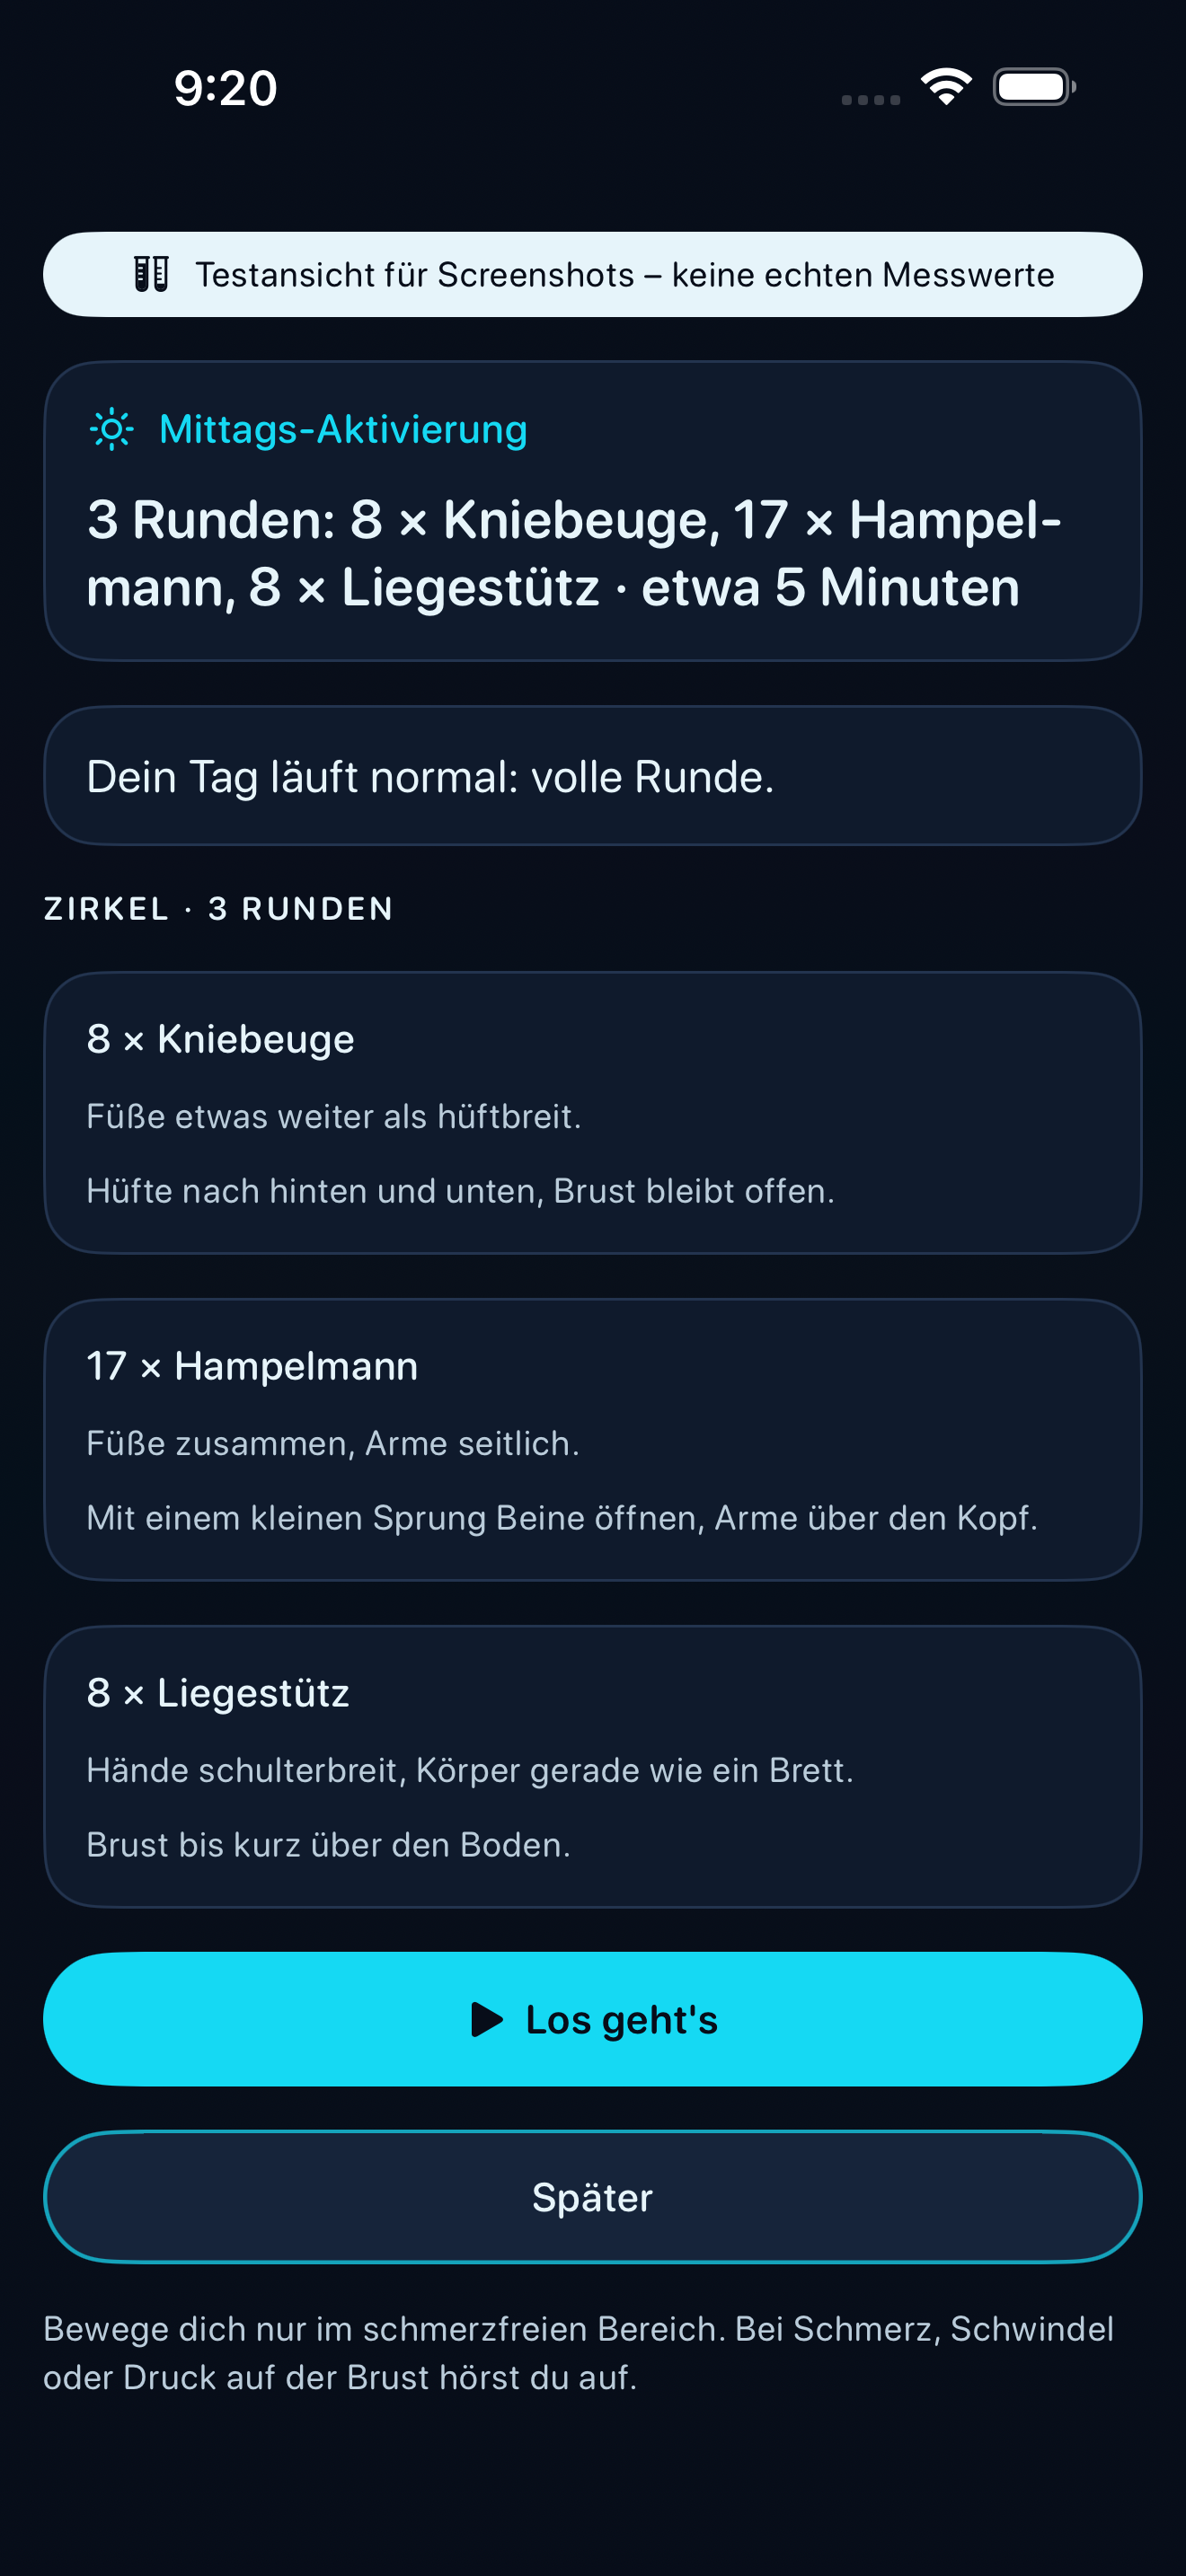 9:20
Testansicht für Screenshots – keine echten Messwerte
Mittags-Aktivierung
3 Runden: 8 × Kniebeuge, 17 × Hampel-
mann, 8 × Liegestütz · etwa 5 Minuten
Dein Tag läuft normal: volle Runde.
ZIRKEL · 3 RUNDEN
8 × Kniebeuge
Füße etwas weiter als hüftbreit.
Hüfte nach hinten und unten, Brust bleibt offen.
17 × Hampelmann
Füße zusammen, Arme seitlich.
Mit einem kleinen Sprung Beine öffnen, Arme über den Kopf.
8 × Liegestütz
Hände schulterbreit, Körper gerade wie ein Brett.
Brust bis kurz über den Boden.
Los geht's
Später
Bewege dich nur im schmerzfreien Bereich. Bei Schmerz, Schwindel
oder Druck auf der Brust hörst du auf.